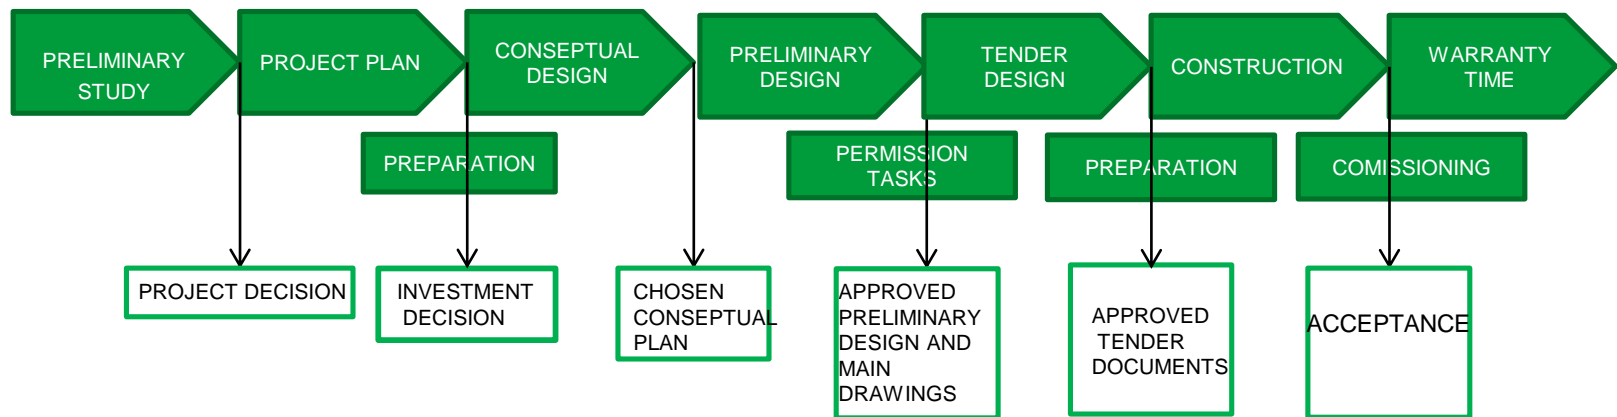 PRELIMINARY
STUDY
PROJECT PLAN
CONSEPTUAL
DESIGN
PRELIMINARY
DESIGN
TENDER
DESIGN
CONSTRUCTION
WARRANTY
TIME
PREPARATION
PERMISSION
TASKS
PREPARATION
COMISSIONING
PROJECT DECISION
INVESTMENT
DECISION
CHOSEN
CONSEPTUAL
PLAN
APPROVED
PRELIMINARY
DESIGN AND
MAIN
DRAWINGS
APPROVED
TENDER
DOCUMENTS
ACCEPTANCE